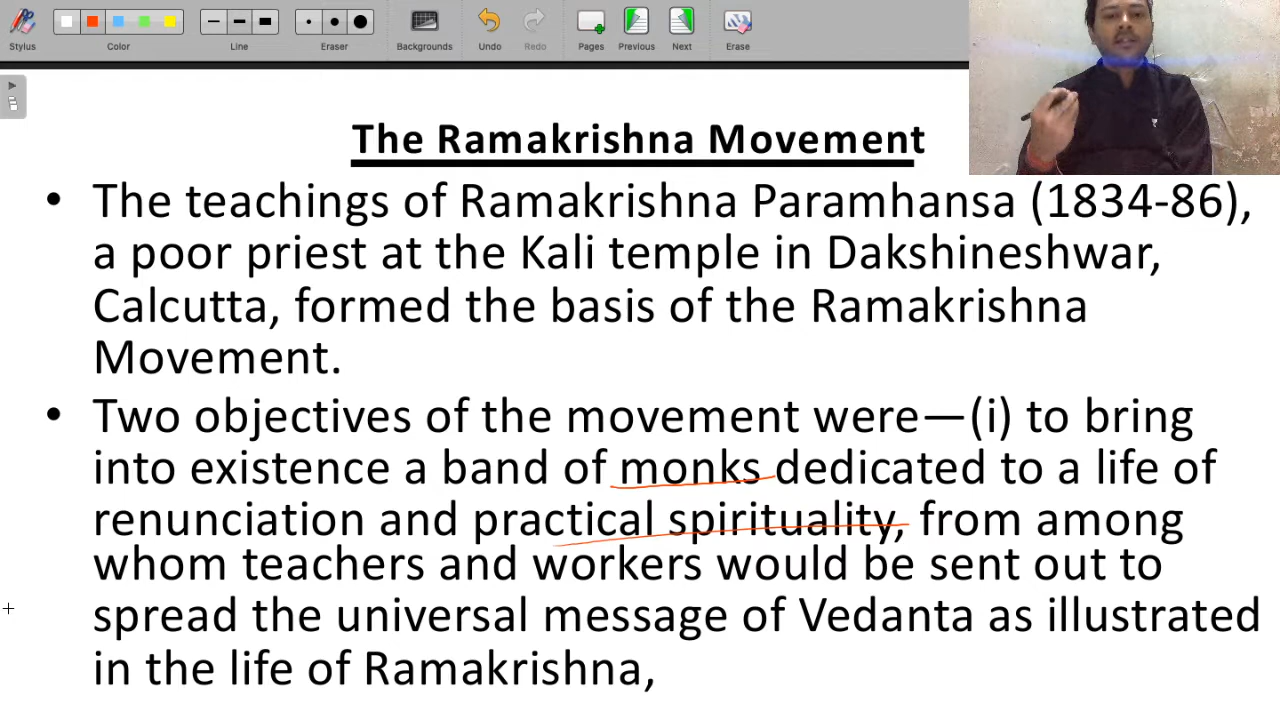 Stylus
Color
Line
Eraser
Backgrounds
Undo
Redo
Pages
Previous
Next
Erase
The Ramakrishna Movement
• The teachings of Ramakrishna Paramhansa (1834-86),
a poor priest at the Kali temple in Dakshineshwar,
Calcutta, formed the basis of the Ramakrishna
Movement.
• Two objectives of the movement were—(i) to bring
into existence a band of monks dedicated to a life of
renunciation and practical spirituality, from among
whom teachers and workers would be sent out to
spread the universal message of Vedanta as illustrated
in the life of Ramakrishna,